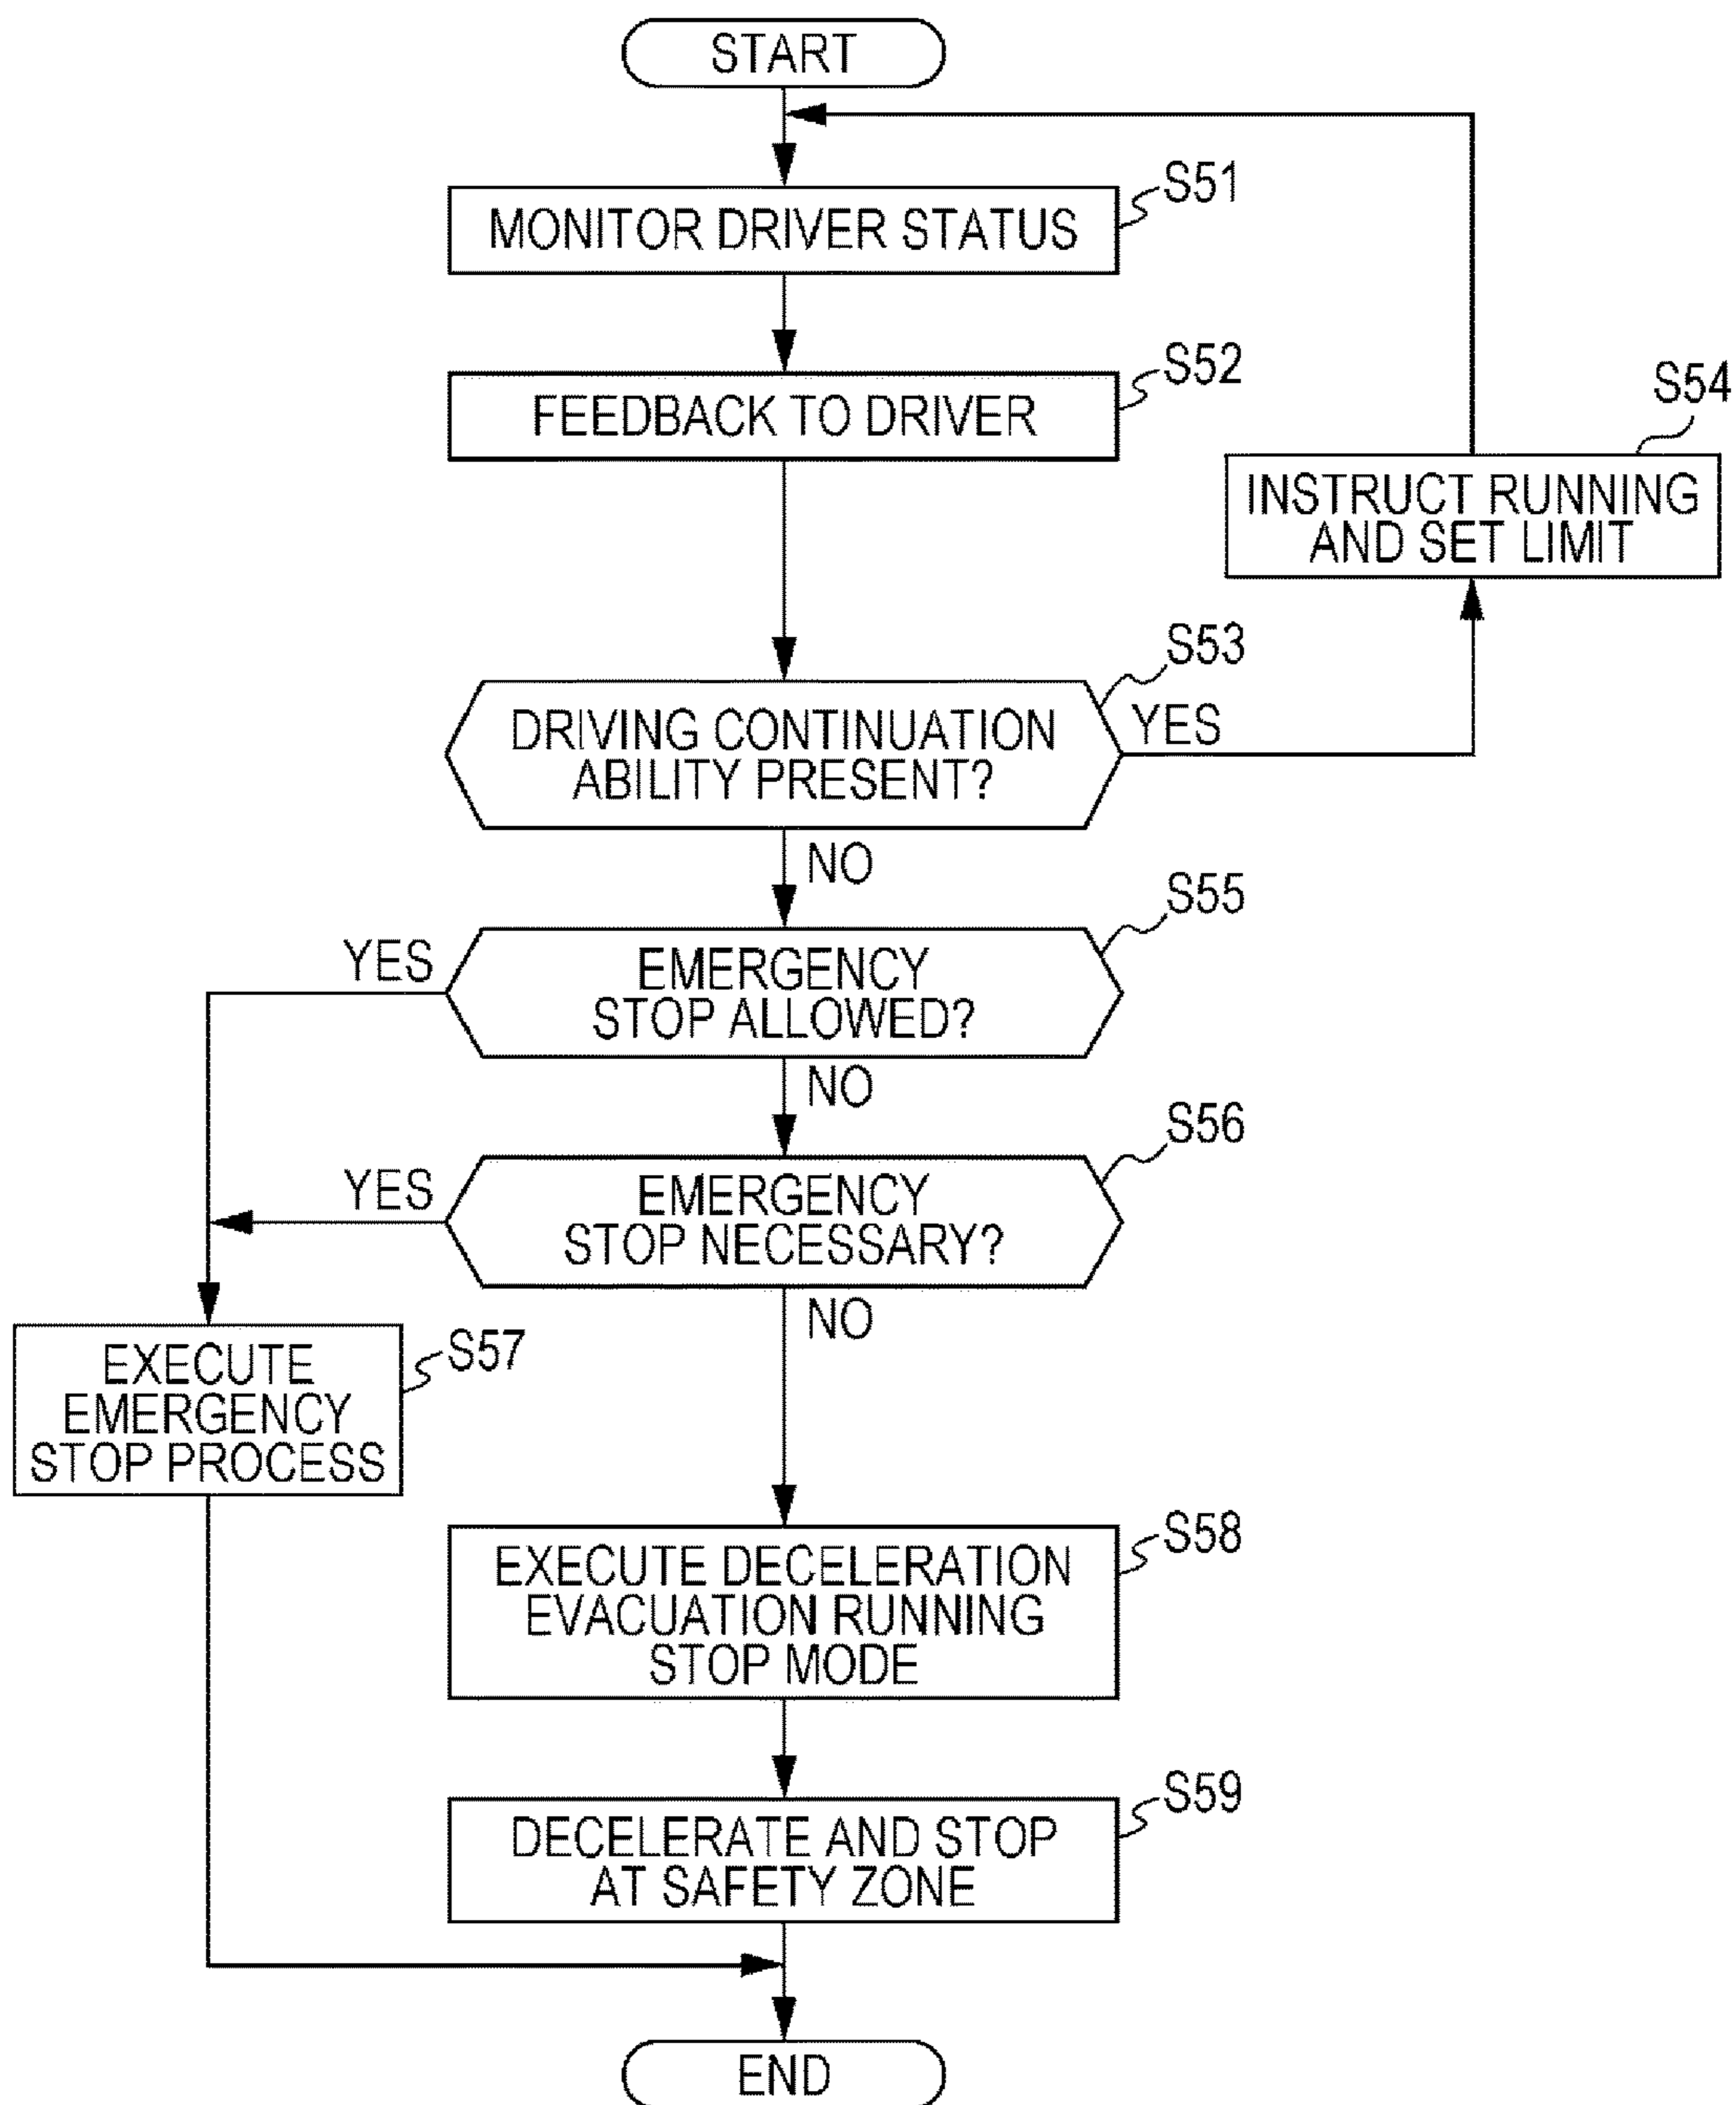 START
MONITOR DRIVER STATUS
S51
FEEDBACK TO DRIVER
S52
S54
INSTRUCT RUNNING
AND SET LIMIT
S53
DRIVING CONTINUATION
ABILITY PRESENT?
YES
NO
S55
YES
EMERGENCY
STOP ALLOWED?
NO
S56
YES
EMERGENCY
STOP NECESSARY?
NO
EXECUTE
EMERGENCY
STOP PROCESS
S57
S58
EXECUTE DECELERATION
EVACUATION RUNNING
STOP MODE
S59
DECELERATE AND STOP
AT SAFETY ZONE
END